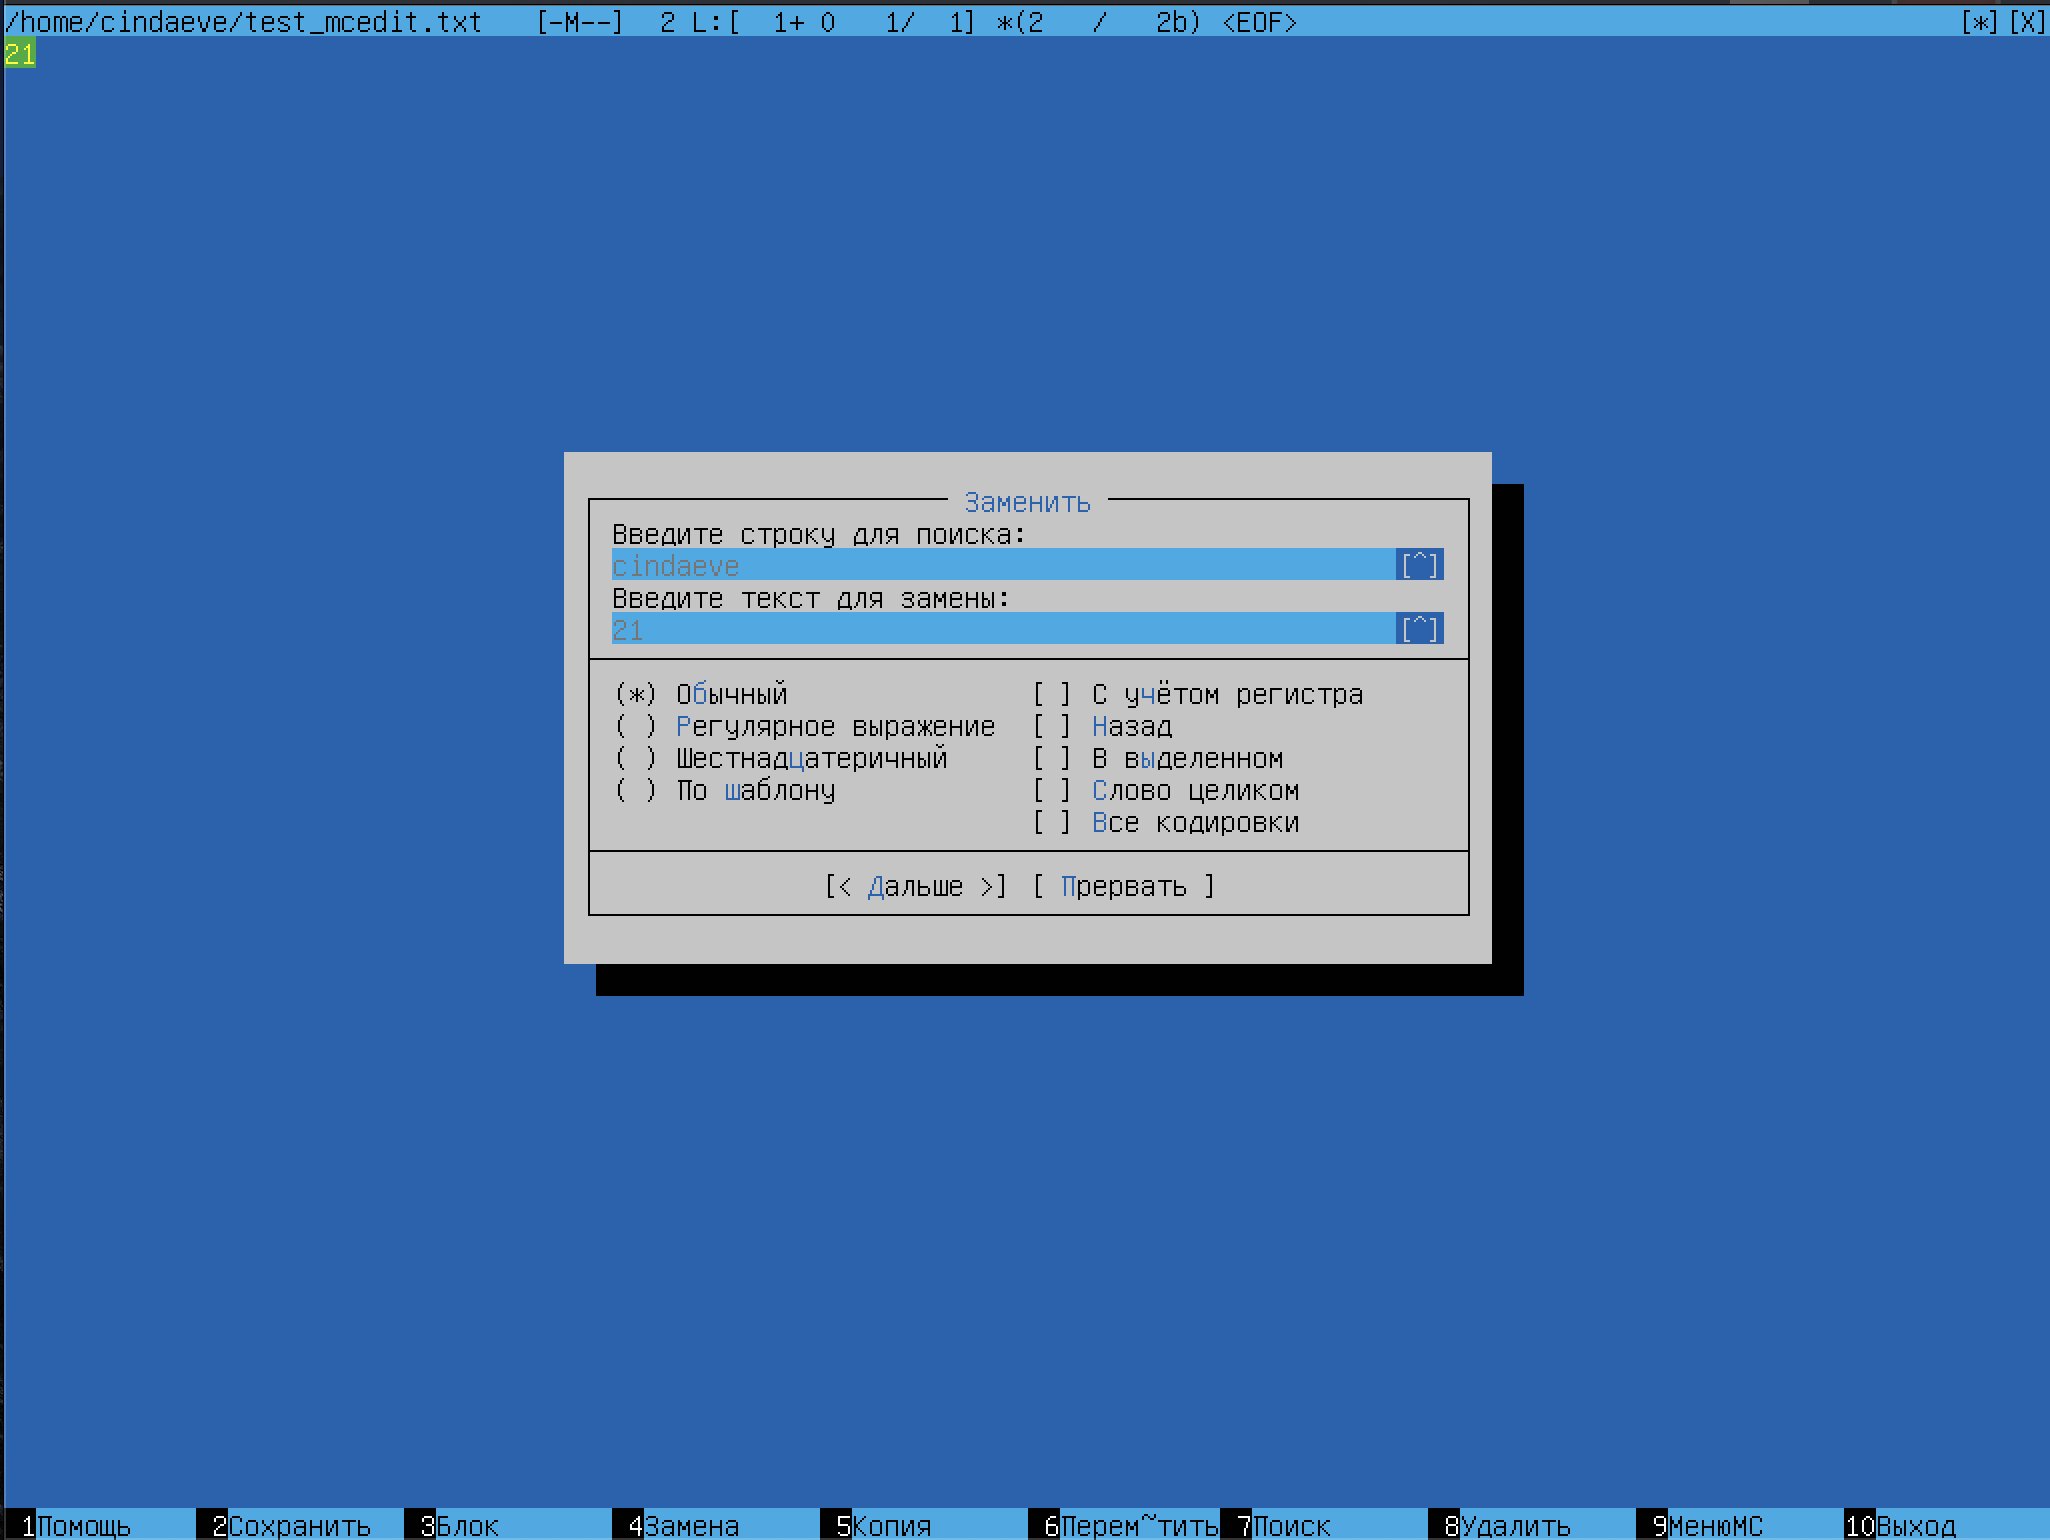 /home/cindaeve/test_mcedit.txt [-M--] 2 L:[ 1+ 0 1/ 1] *(2 / 2b) <EOF> [*][X]
21
Заменить
Введите строку для поиска:
cindaeve [^]
Введите текст для замены:
21 [^]
(*) Обычный [ ] С учётом регистра
( ) Регулярное выражение [ ] Назад
( ) Шестнадцатеричный [ ] В выделенном
( ) По шаблону [ ] Слово целиком
[ ] Все кодировки
[< Дальше >] [ Прервать ]
1Помощь 2Сохранить 3Блок 4Замена 5Копия 6Перем~тить 7Поиск 8Удалить 9МенюMC 10Выход